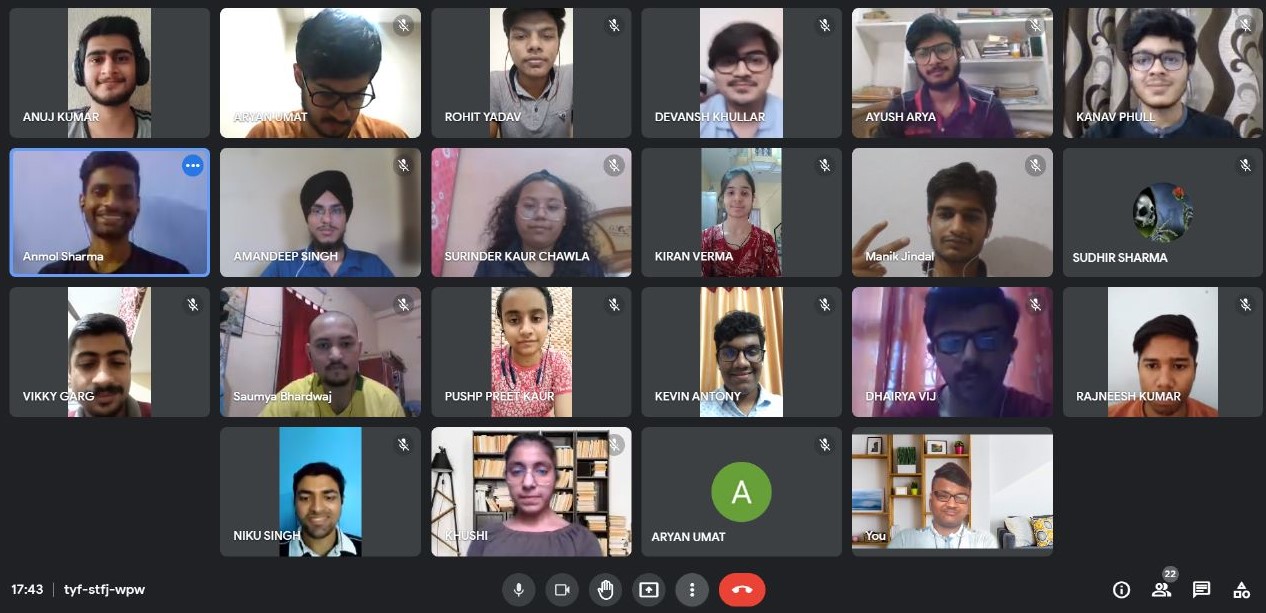 ANUJ KUMAR
ARYAN UMAT
ROHIT YADAV
DEVANSH KHULLAR
AYUSH ARYA
KANAV PHULL
Anmol Sharma
AMANDEEP SINGH
SURINDER KAUR CHAWLA
KIRAN VERMA
Manik Jindal
SUDHIR SHARMA
VIKKY GARG
Saumya Bhardwaj
PUSHP PREET KAUR
KEVIN ANTONY
DHAIRYA VIJ
RAJNEESH KUMAR
NIKU SINGH
KHUSHI
A
ARYAN UMAT
You
17:43 | tyf-stfj-wpw
22